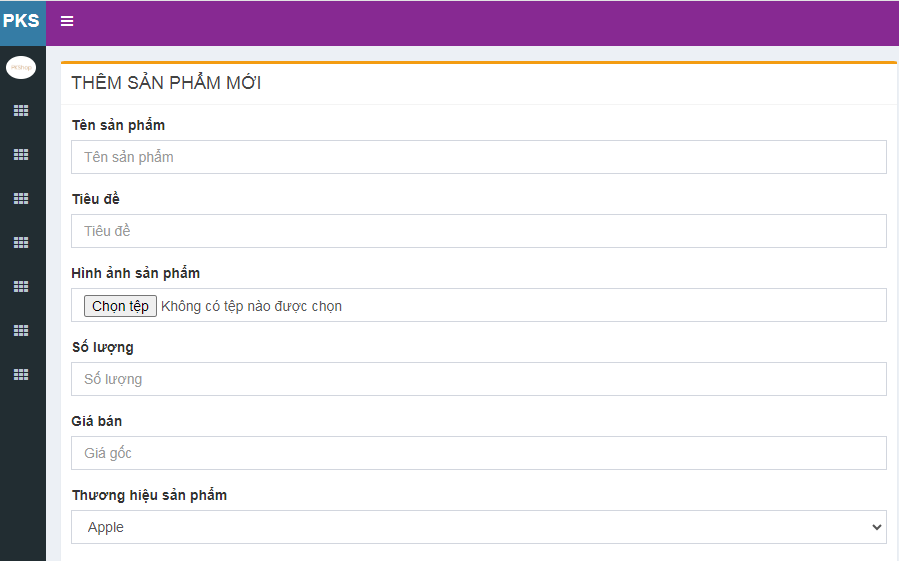 PKS
THÊM SẢN PHẨM MỚI
Tên sản phẩm
Tên sản phẩm
Tiêu đề
Tiêu đề
Hình ảnh sản phẩm
Chọn tệp Không có tệp nào được chọn
Số lượng
Số lượng
Giá bán
Giá gốc
Thương hiệu sản phẩm
Apple